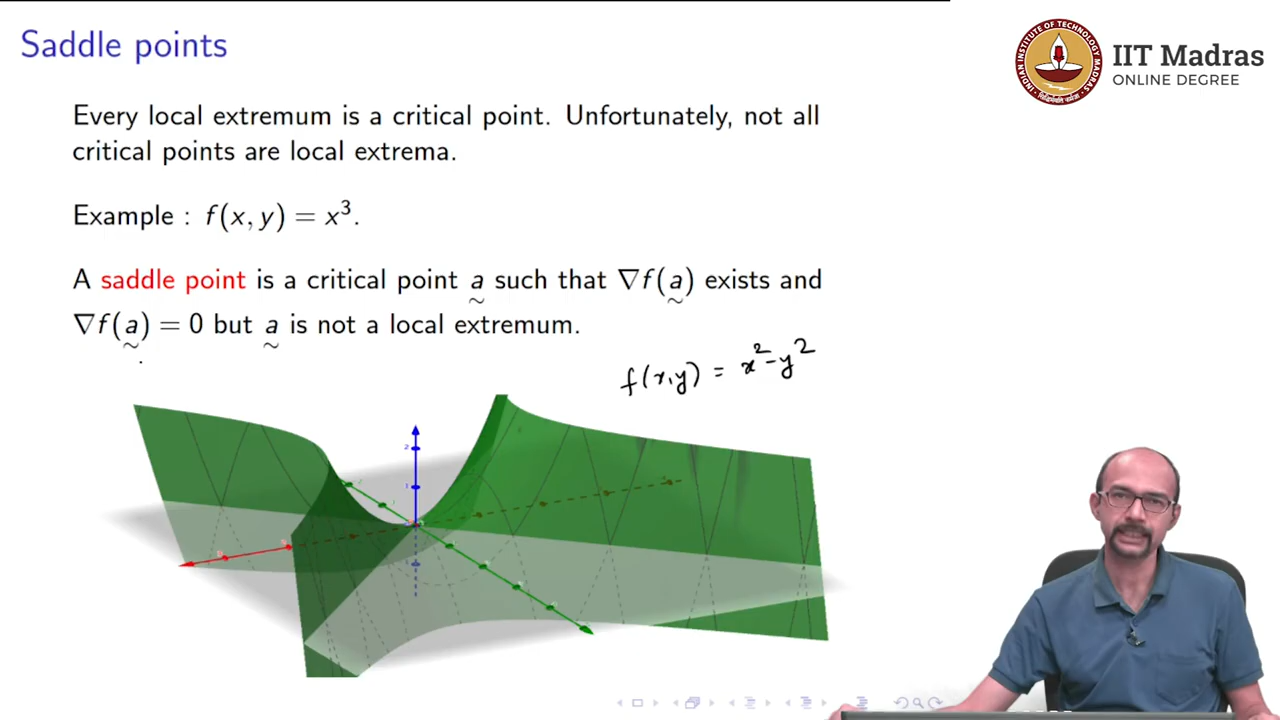 Saddle points
IIT Madras
ONLINE DEGREE
Every local extremum is a critical point. Unfortunately, not all
critical points are local extrema.
Example : f(x, y) = x³.
A saddle point is a critical point a̰ such that ∇f(a̰) exists and
∇f(a̰) = 0 but a̰ is not a local extremum.
f(x,y) = x²-y²